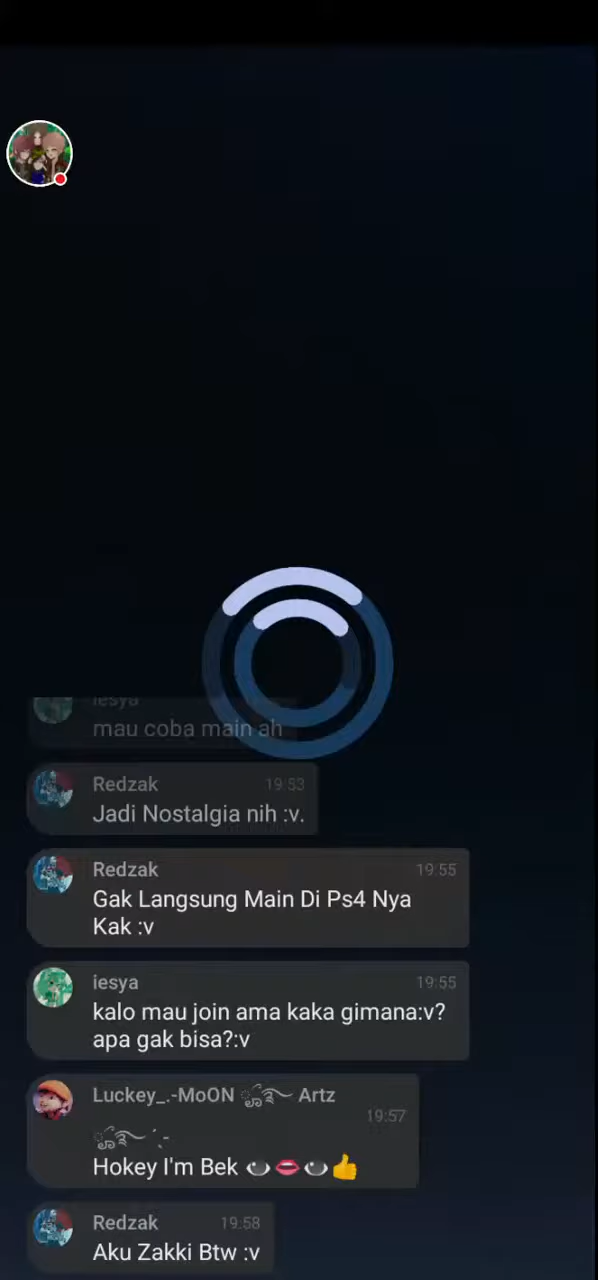 iesya
mau coba main ah
Redzak 19:53
Jadi Nostalgia nih :v.
Redzak 19:55
Gak Langsung Main Di Ps4 Nya
Kak :v
iesya 19:55
kalo mau join ama kaka gimana:v?
apa gak bisa?:v
Luckey_.-MoON Artz
19:57
Hokey I'm Bek 👁👄👁👍
Redzak 19:58
Aku Zakki Btw :v